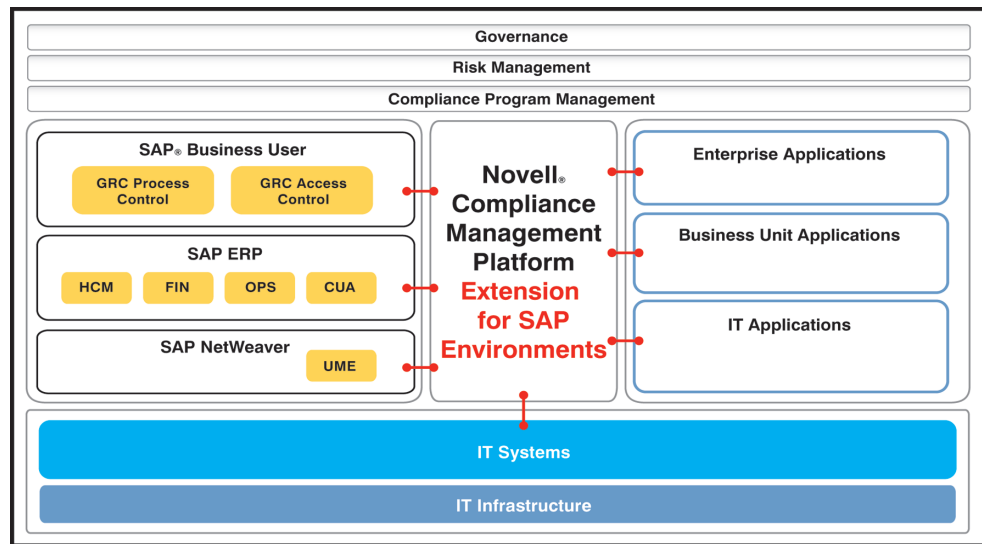 Governance
Risk Management
Compliance Program Management
SAP® Business User
GRC Process
Control
GRC Access
Control
SAP ERP
HCM
FIN
OPS
CUA
SAP NetWeaver
UME
Novell®
Compliance
Management
Platform
Extension
for SAP
Environments
Enterprise Applications
Business Unit Applications
IT Applications
IT Systems
IT Infrastructure